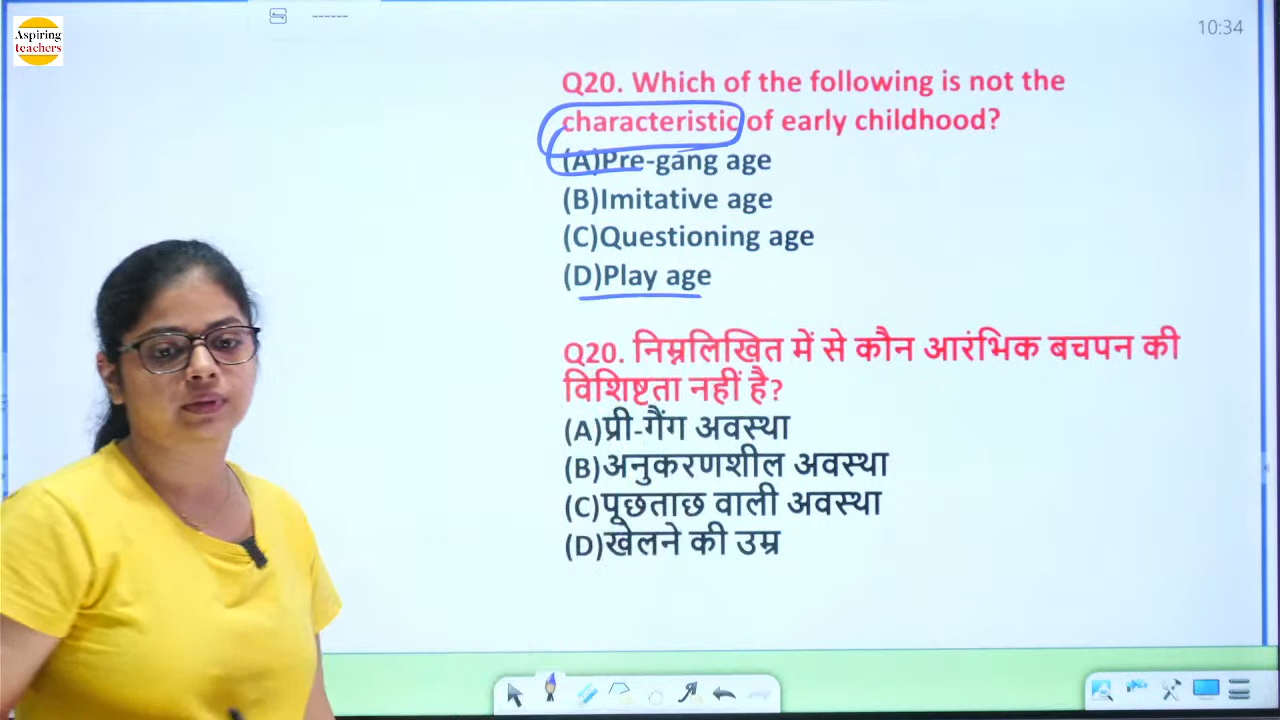 Aspiring
teachers
10:34
Q20. Which of the following is not the
characteristic of early childhood?
(A)Pre-gang age
(B)Imitative age
(C)Questioning age
(D)Play age
Q20. निम्नलिखित में से कौन आरंभिक बचपन की
विशिष्टता नहीं है?
(A)प्री-गैंग अवस्था
(B)अनुकरणशील अवस्था
(C)पूछताछ वाली अवस्था
(D)खेलने की उम्र